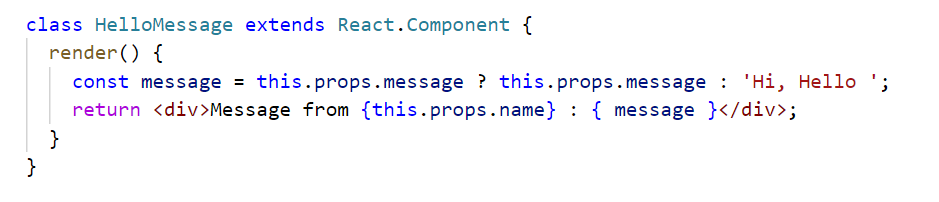 class HelloMessage extends React.Component {
  render() {
    const message = this.props.message ? this.props.message : 'Hi, Hello ';
    return <div>Message from {this.props.name} : { message }</div>;
  }
}